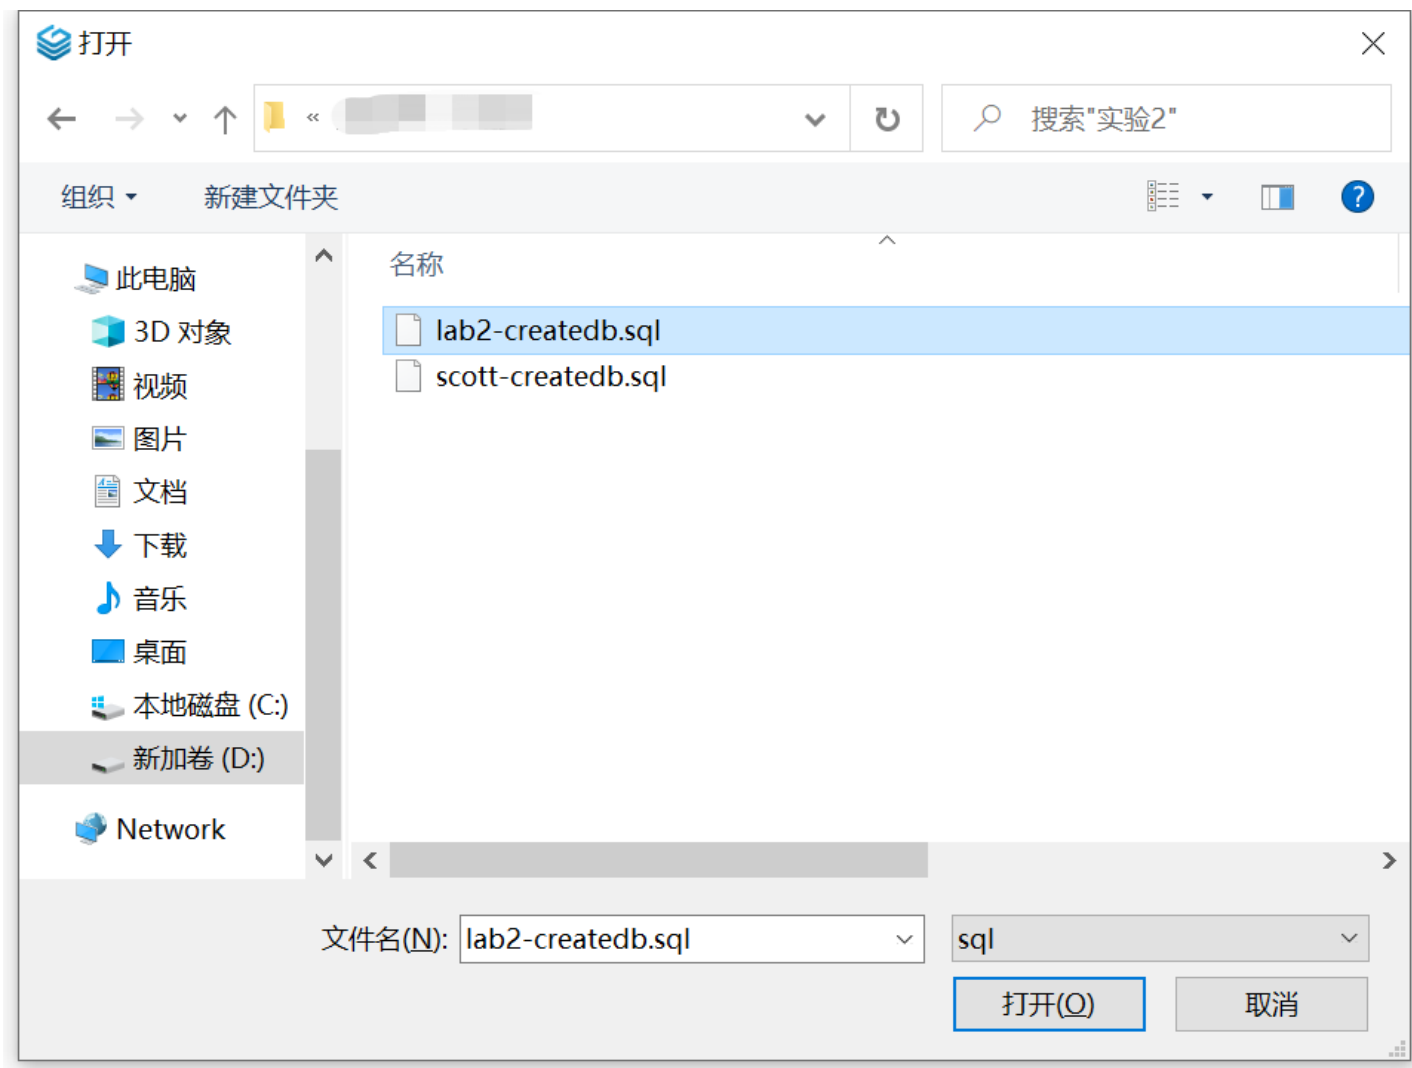 打开
«
搜索"实验2"
组织
新建文件夹
名称
此电脑
3D 对象
视频
图片
文档
下载
音乐
桌面
本地磁盘 (C:)
新加卷 (D:)
Network
lab2-createdb.sql
scott-createdb.sql
文件名(N): lab2-createdb.sql
sql
打开(O)
取消